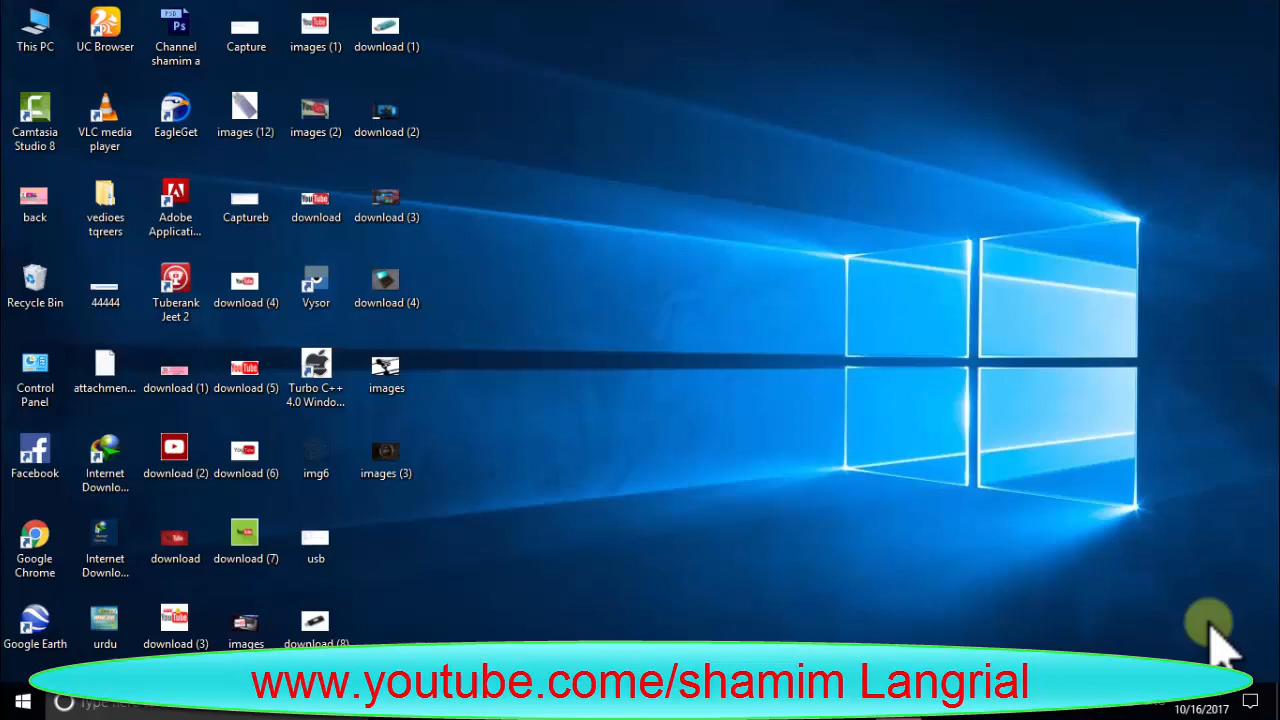 This PC
UC Browser
Channel
shamim a
Capture
images (1)
download (1)
Camtasia
Studio 8
VLC media
player
EagleGet
images (12)
images (2)
download (2)
back
vedioes
tqreers
Adobe
Applicati...
Captureb
download
download (3)
Recycle Bin
44444
Tuberank
Jeet 2
download (4)
Vysor
download (4)
Control
Panel
attachmen...
download (1)
download (5)
Turbo C++
4.0 Windo...
images
Facebook
Internet
Downlo...
download (2)
download (6)
img6
images (3)
Google
Chrome
Internet
Downlo...
download
download (7)
usb
Google Earth
urdu
download (3)
images
download (8)
www.youtube.come/shamim Langrial
Type here
10/16/2017